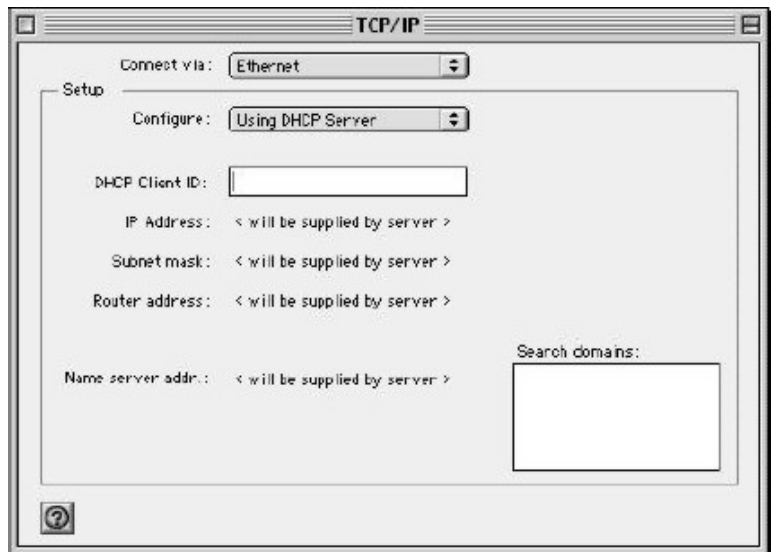 TCP/IP
Connect via: Ethernet
Setup
Configure: Using DHCP Server
DHCP Client ID:
IP Address: < will be supplied by server >
Subnet mask: < will be supplied by server >
Router address: < will be supplied by server >
Search domains:
Name server addr.: < will be supplied by server >
?